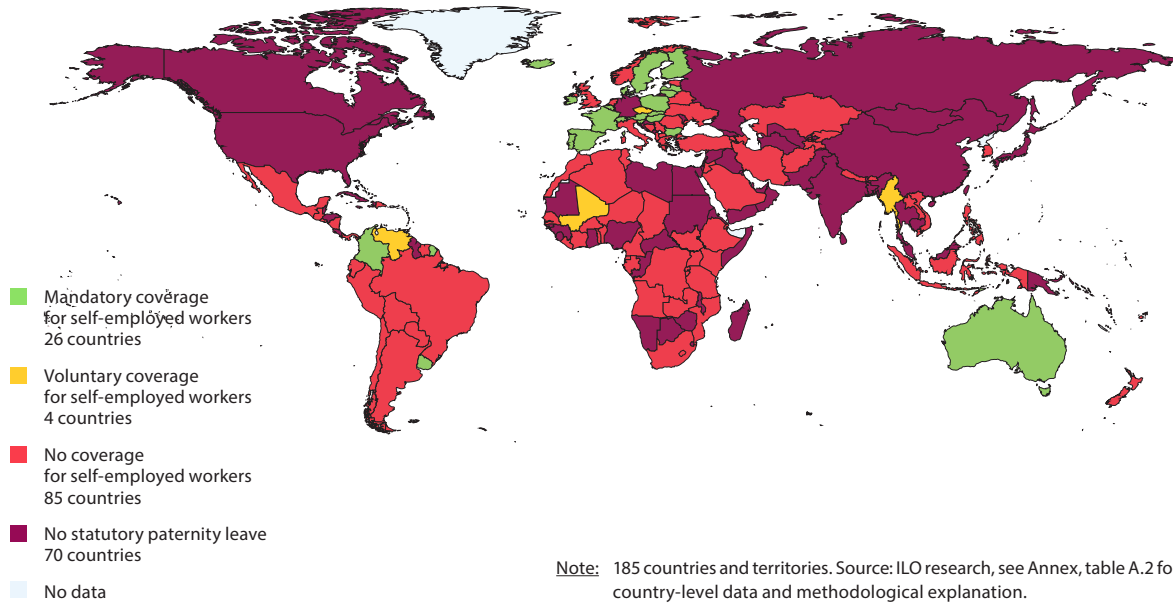 Mandatory coverage
for self-employed workers
26 countries
Voluntary coverage
for self-employed workers
4 countries
No coverage
for self-employed workers
85 countries
No statutory paternity leave
70 countries
No data
Note: 185 countries and territories. Source: ILO research, see Annex, table A.2 fo
country-level data and methodological explanation.